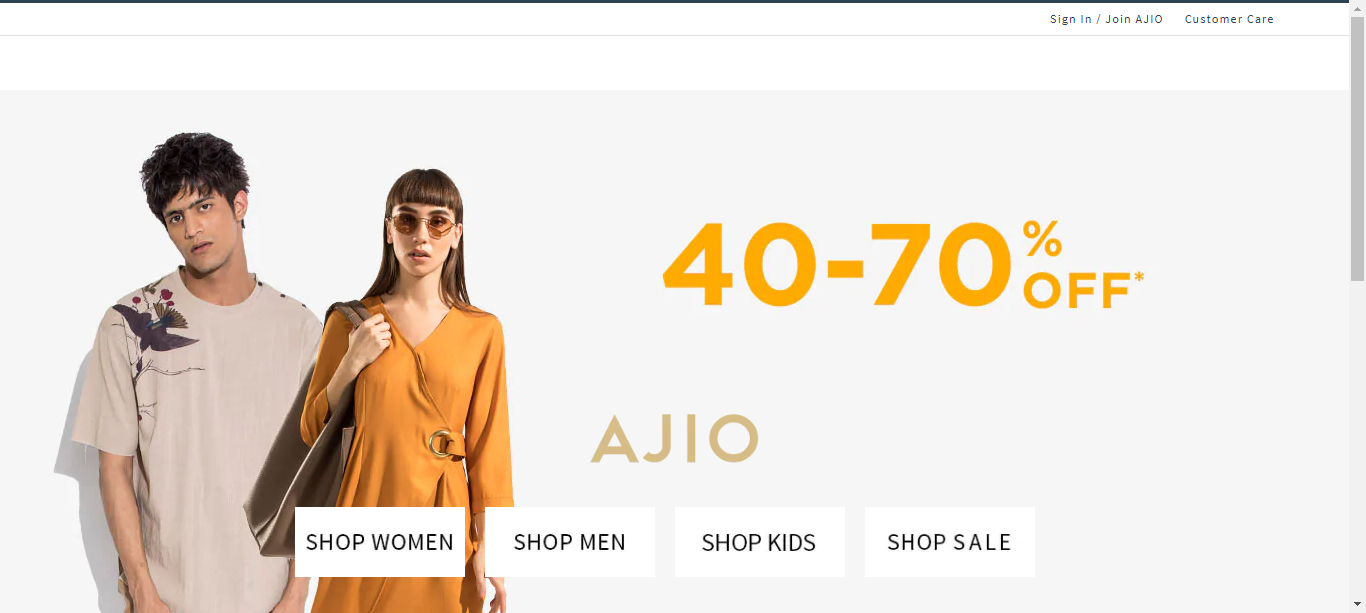 Sign In / Join AJIO
Customer Care
40-70% OFF*
AJIO
SHOP WOMEN
SHOP MEN
SHOP KIDS
SHOP SALE